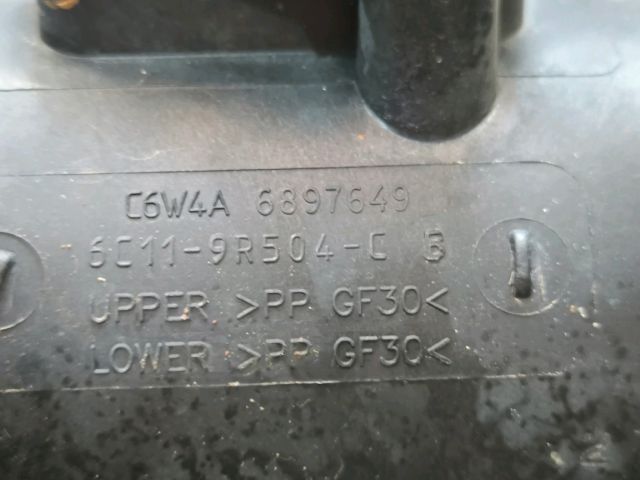 C6W4A 6897649
6C11-9R504-C B
UPPER >PP GF30<
LOWER >PP GF30<